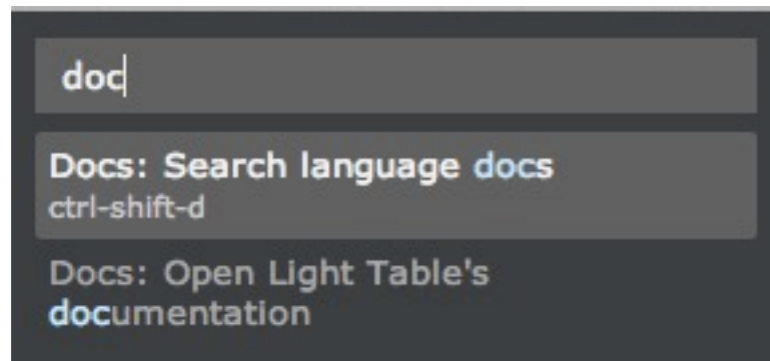 doc
Docs: Search language docs
ctrl-shift-d
Docs: Open Light Table's
documentation